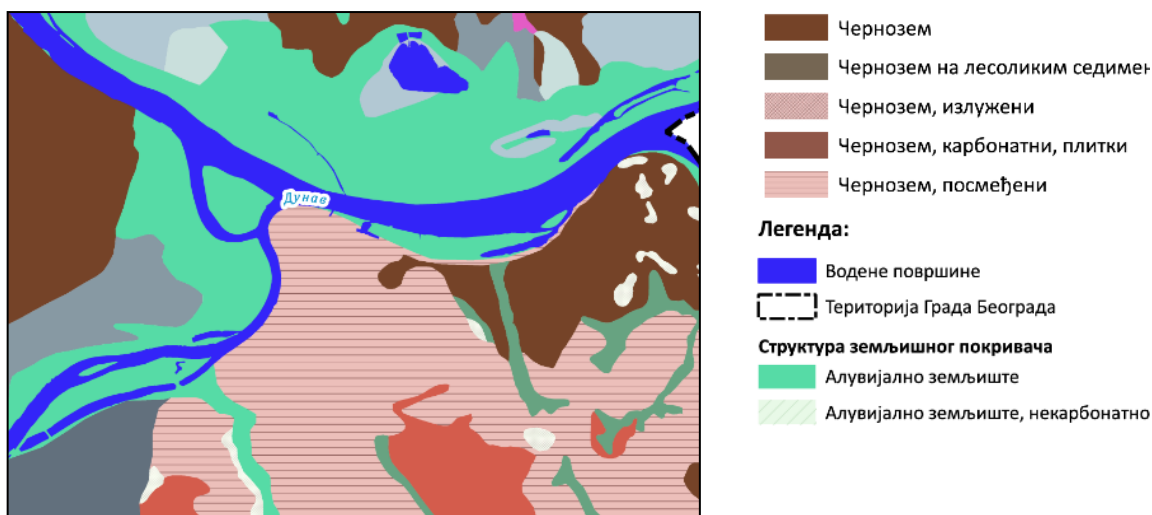 Дунав
Чернозем
Чернозем на лесоликим седимен
Чернозем, излужени
Чернозем, карбонатни, плитки
Чернозем, посмеђени
Легенда:
Водене површине
Територија Града Београда
Структура земљишног покривача
Алувијално земљиште
Алувијално земљиште, некарбонатно